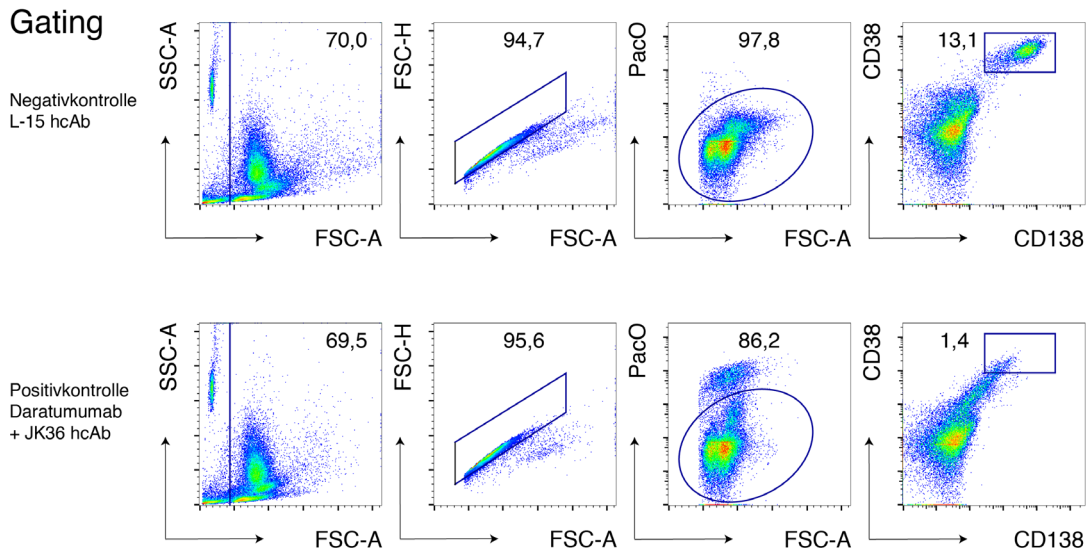 Gating
Negativkontrolle
L-15 hcAb
SSC-A
70,0
FSC-A
FSC-H
94,7
FSC-A
PacO
97,8
FSC-A
CD38
13,1
CD138
Positivkontrolle
Daratumumab
+ JK36 hcAb
SSC-A
69,5
FSC-A
FSC-H
95,6
FSC-A
PacO
86,2
FSC-A
CD38
1,4
CD138